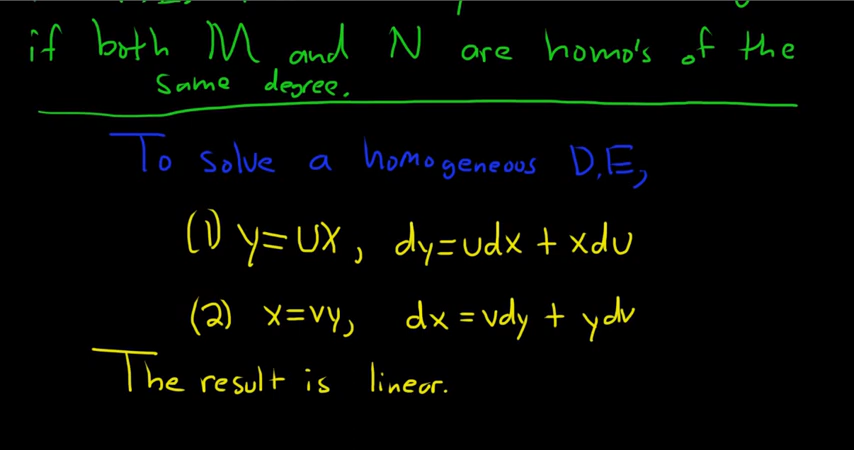 if both M and N are homo's of the
same degree.
To solve a homogeneous D.E,
(1) y=ux, dy=udx + xdu
(2) x=vy, dx=vdy + ydv
The result is linear.